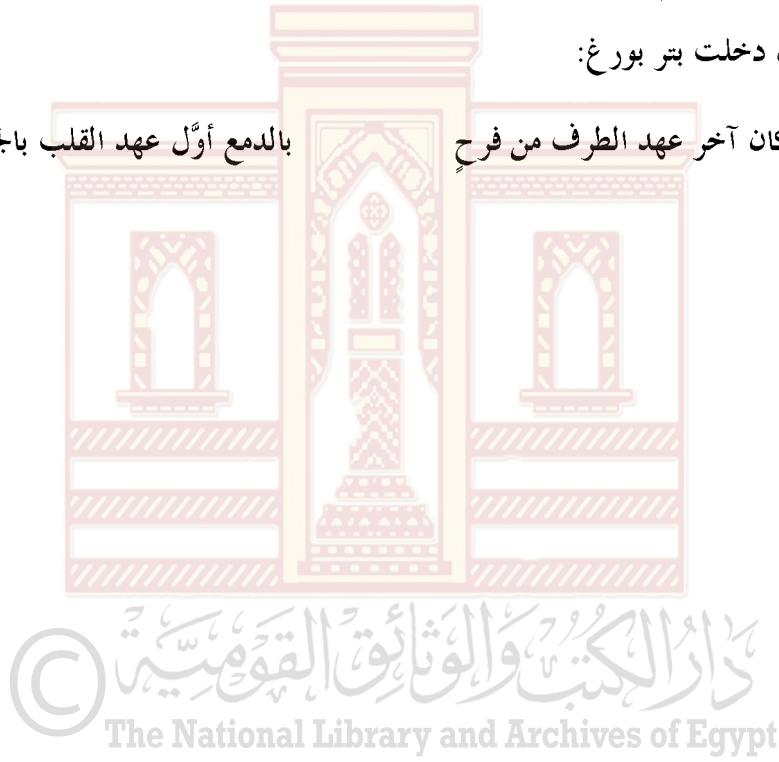 دخلت بتر بورغ:
كان آخر عهد الطرف من فرحٍ بالدمع أوَّل عهد القلب
© دار الكتب والوثائق القومية
The National Library and Archives of Egypt